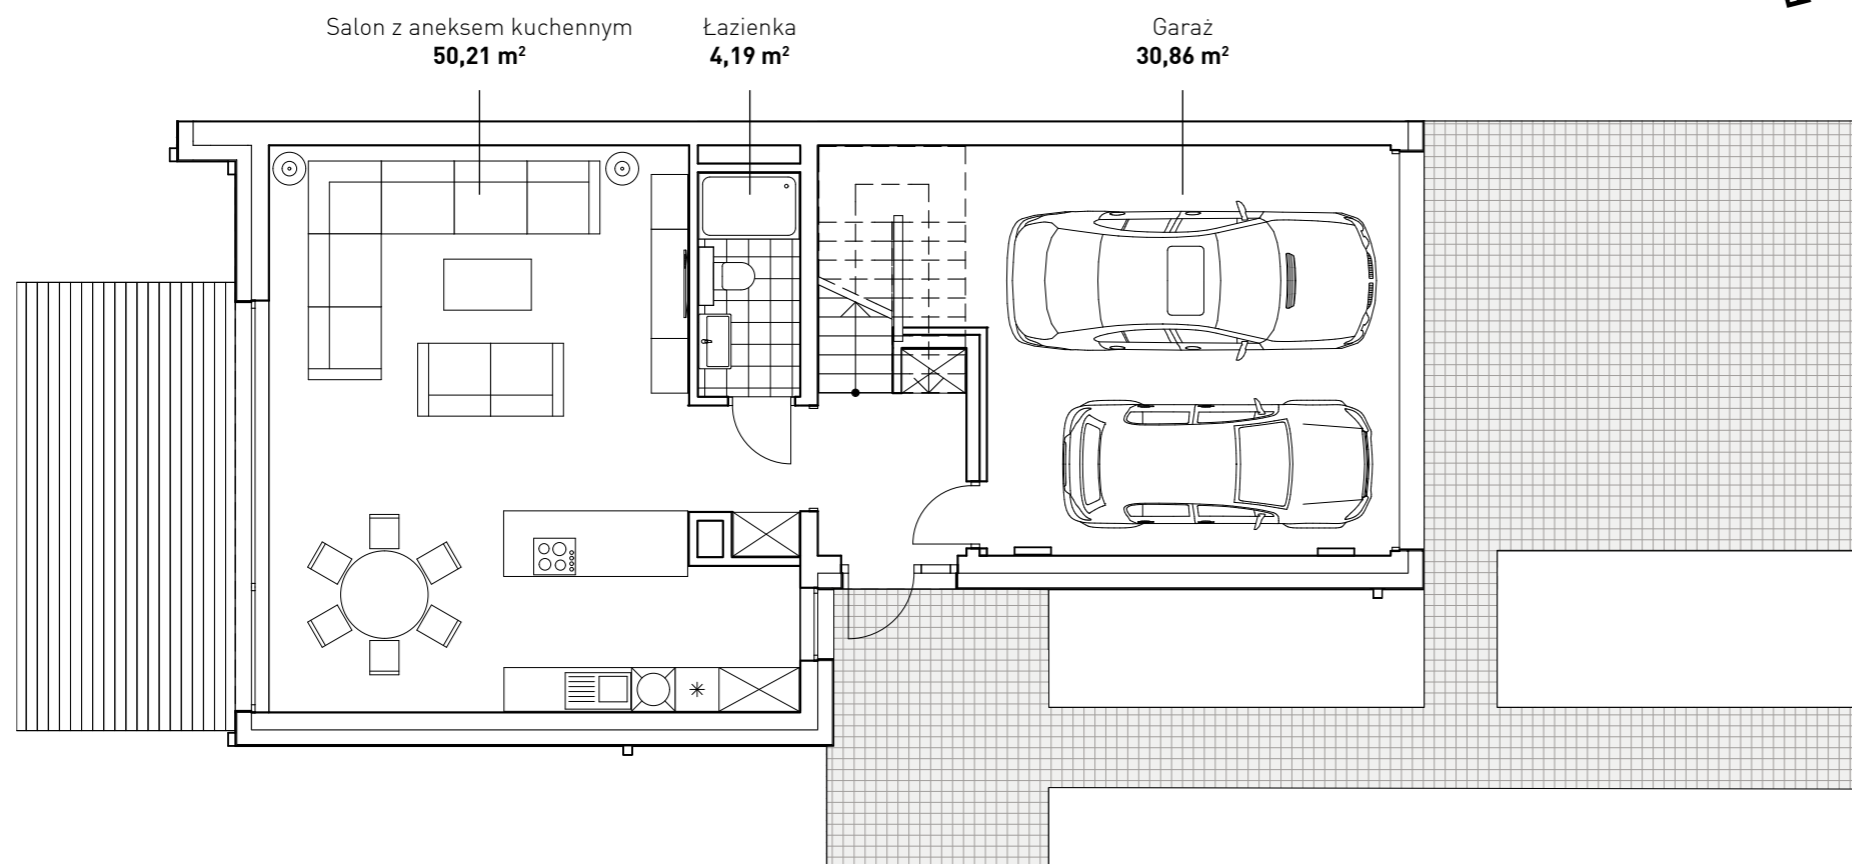 Salon z aneksem kuchennym
50,21 m²
Łazienka
4,19 m²
Garaż
30,86 m²